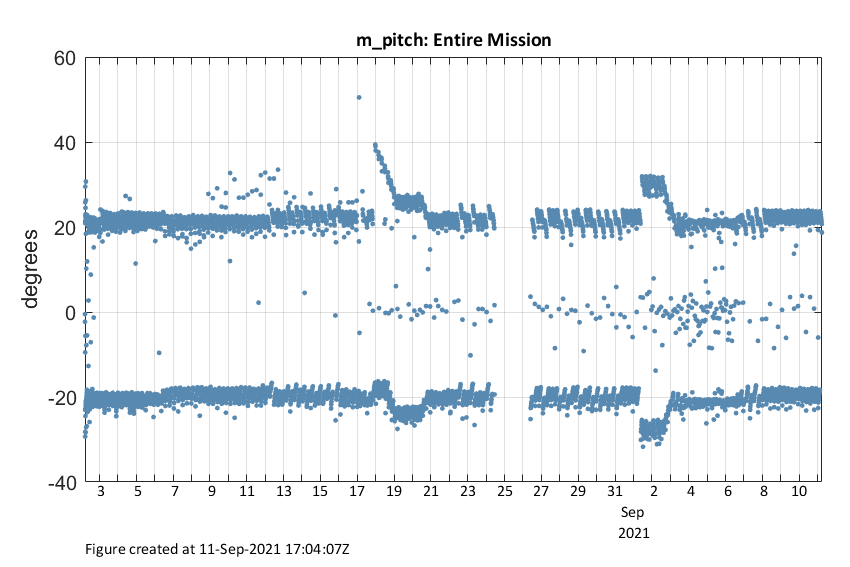 m_pitch: Entire Mission
60
40
20
0
-20
-40
degrees
3 5 7 9 11 13 15 17 19 21 23 25 27 29 31 2 4 6 8 10
Sep
2021
Figure created at 11-Sep-2021 17:04:07Z